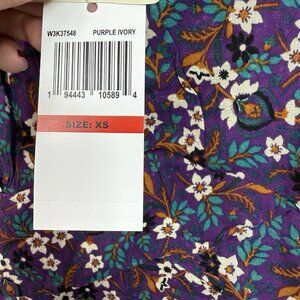 W3K37548 PURPLE IVORY
1 94443 10589 4
SIZE: XS